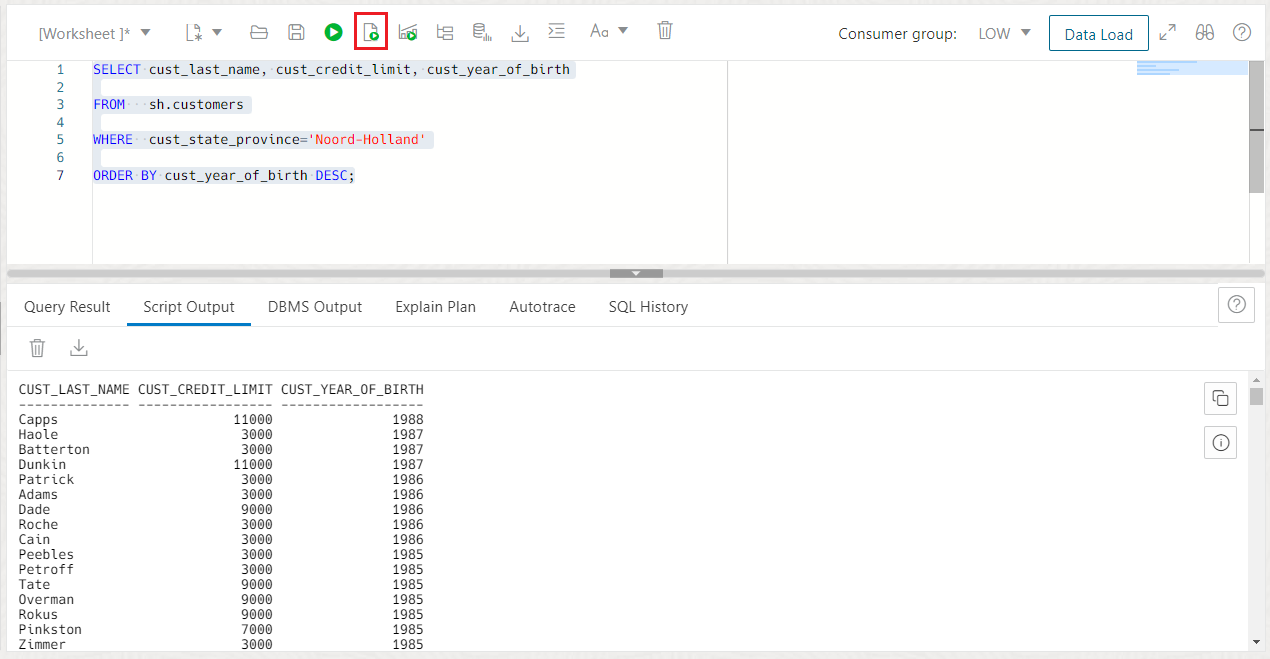 [Worksheet ]* Aa Consumer group: LOW Data Load
1 SELECT cust_last_name, cust_credit_limit, cust_year_of_birth
2
3 FROM   sh.customers
4
5 WHERE  cust_state_province='Noord-Holland'
6
7 ORDER BY cust_year_of_birth DESC;
Query Result Script Output DBMS Output Explain Plan Autotrace SQL History
CUST_LAST_NAME CUST_CREDIT_LIMIT CUST_YEAR_OF_BIRTH
-------------- ----------------- ------------------
Capps 11000 1988
Haole 3000 1987
Batterton 3000 1987
Dunkin 11000 1987
Patrick 3000 1986
Adams 3000 1986
Dade 9000 1986
Roche 3000 1986
Cain 3000 1986
Peebles 3000 1985
Petroff 3000 1985
Tate 9000 1985
Overman 9000 1985
Rokus 9000 1985
Pinkston 7000 1985
Zimmer 3000 1985